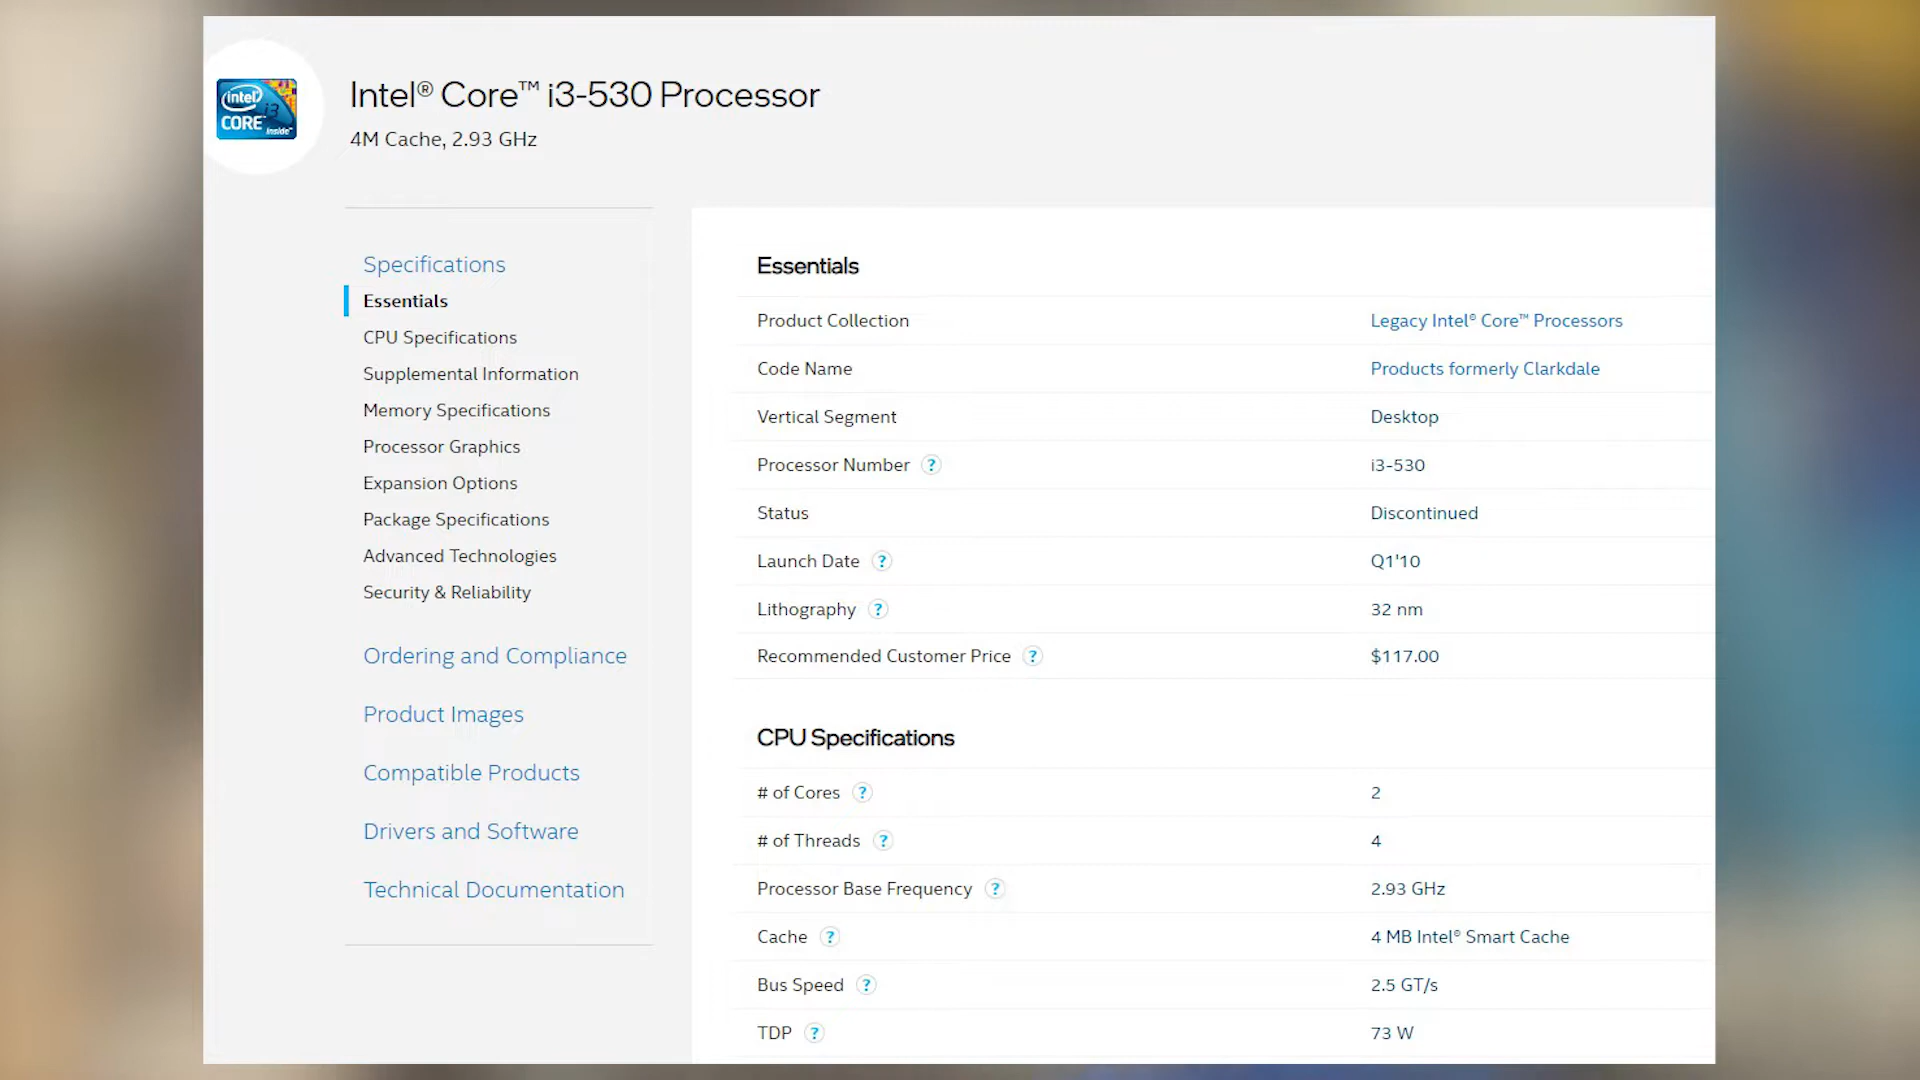 intel
CORE i3
inside™
Intel® Core™ i3-530 Processor
4M Cache, 2.93 GHz
Specifications
Essentials
CPU Specifications
Supplemental Information
Memory Specifications
Processor Graphics
Expansion Options
Package Specifications
Advanced Technologies
Security & Reliability
Ordering and Compliance
Product Images
Compatible Products
Drivers and Software
Technical Documentation
Essentials
Product Collection Legacy Intel® Core™ Processors
Code Name Products formerly Clarkdale
Vertical Segment Desktop
Processor Number ? i3-530
Status Discontinued
Launch Date ? Q1'10
Lithography ? 32 nm
Recommended Customer Price ? $117.00
CPU Specifications
# of Cores ? 2
# of Threads ? 4
Processor Base Frequency ? 2.93 GHz
Cache ? 4 MB Intel® Smart Cache
Bus Speed ? 2.5 GT/s
TDP ? 73 W